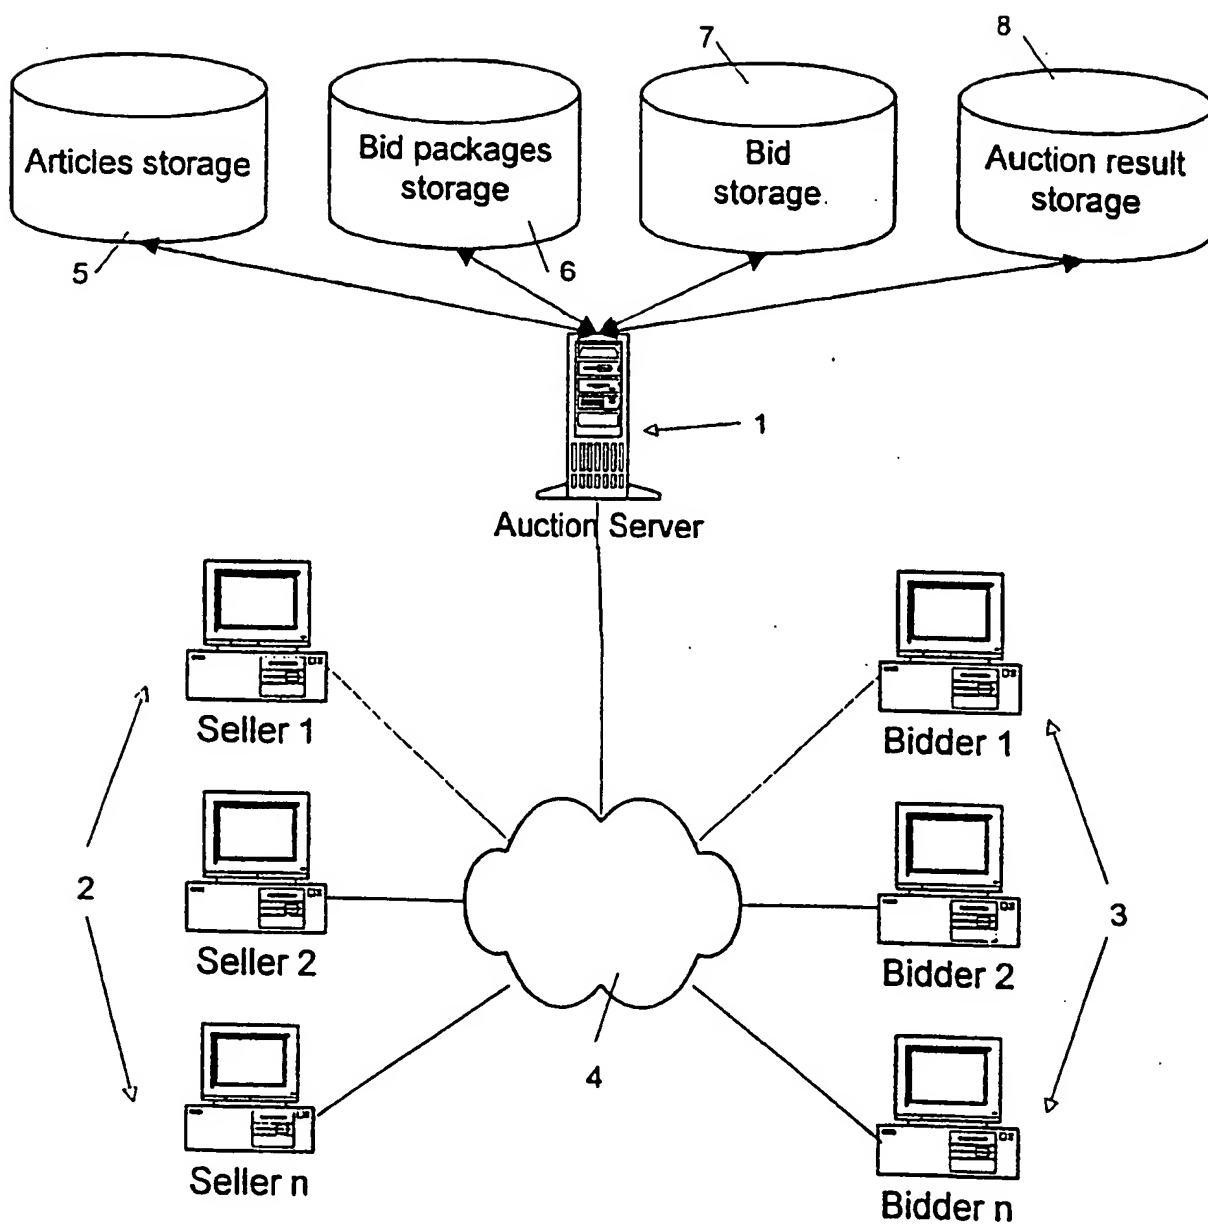 7
8
Articles storage
Bid packages
storage
Bid
storage
Auction result
storage
5
6
1
Auction Server
Seller 1
Bidder 1
2
3
Seller 2
Bidder 2
4
Seller n
Bidder n